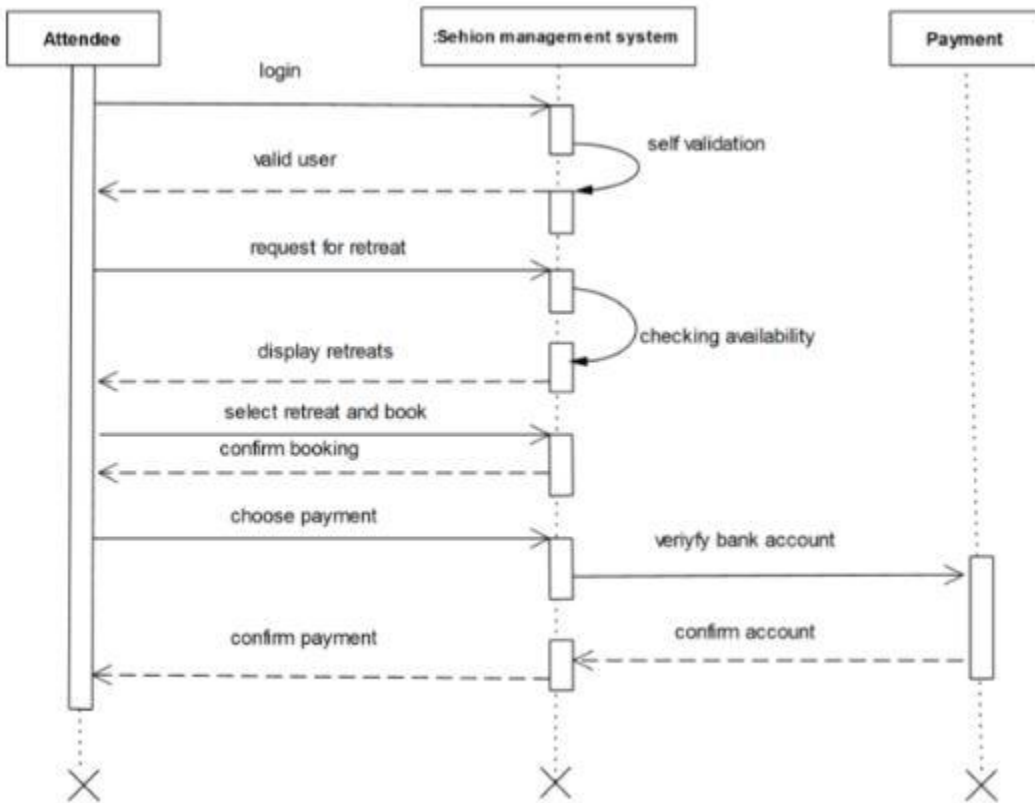 Attendee
:Sehion management system
Payment
login
self validation
valid user
request for retreat
checking availability
display retreats
select retreat and book
confirm booking
choose payment
veriyfy bank account
confirm account
confirm payment